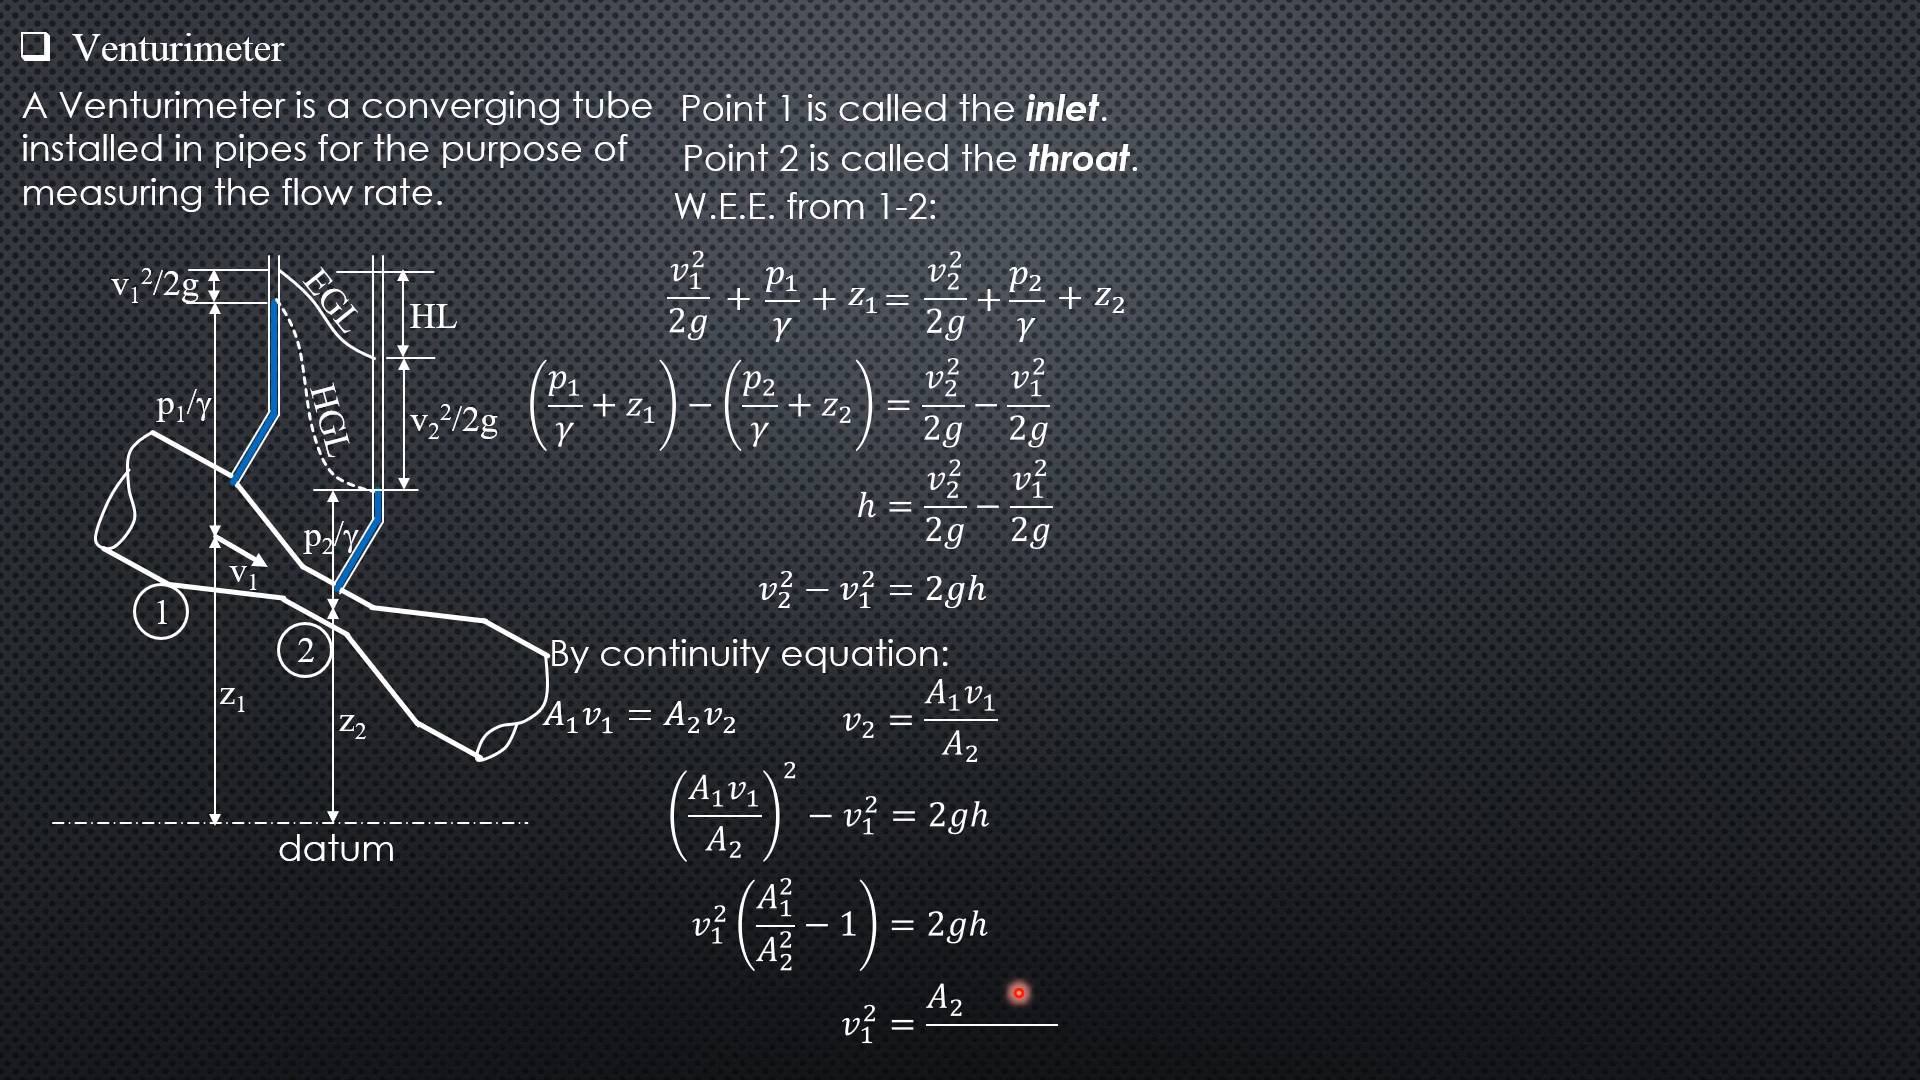 ❑ Venturimeter
A Venturimeter is a converging tube
installed in pipes for the purpose of
measuring the flow rate.
Point 1 is called the inlet.
Point 2 is called the throat.
W.E.E. from 1-2:
v₁²/2g + p₁/γ + z₁ = v₂²/2g + p₂/γ + z₂
(p₁/γ + z₁) − (p₂/γ + z₂) = v₂²/2g − v₁²/2g
h = v₂²/2g − v₁²/2g
v₂² − v₁² = 2gh
By continuity equation:
A₁v₁ = A₂v₂
v₂ = A₁v₁/A₂
(A₁v₁/A₂)² − v₁² = 2gh
v₁²(A₁²/A₂² − 1) = 2gh
v₁² = A₂
v₁²/2g
EGL
HL
p₁/γ
HGL
v₂²/2g
p₂/γ
v₁
1
2
z₁
z₂
datum